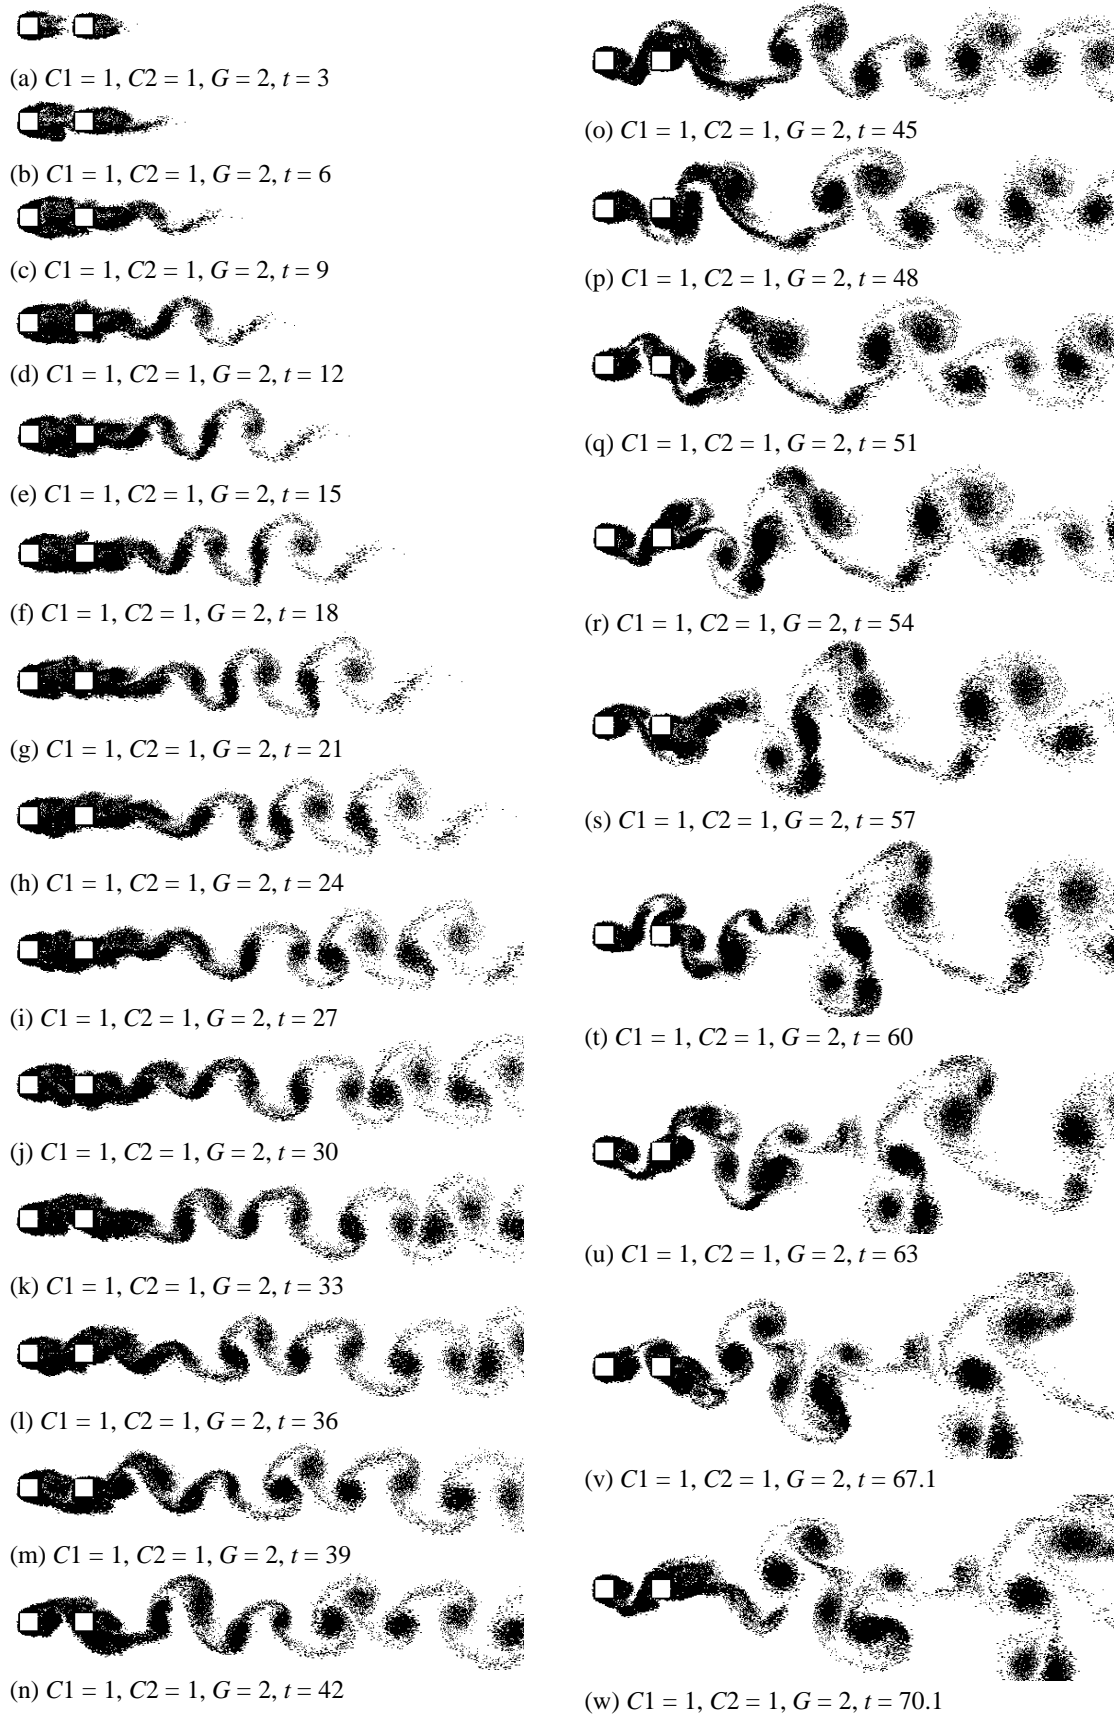 (a) C1 = 1, C2 = 1, G = 2, t = 3
(b) C1 = 1, C2 = 1, G = 2, t = 6
(c) C1 = 1, C2 = 1, G = 2, t = 9
(d) C1 = 1, C2 = 1, G = 2, t = 12
(e) C1 = 1, C2 = 1, G = 2, t = 15
(f) C1 = 1, C2 = 1, G = 2, t = 18
(g) C1 = 1, C2 = 1, G = 2, t = 21
(h) C1 = 1, C2 = 1, G = 2, t = 24
(i) C1 = 1, C2 = 1, G = 2, t = 27
(j) C1 = 1, C2 = 1, G = 2, t = 30
(k) C1 = 1, C2 = 1, G = 2, t = 33
(l) C1 = 1, C2 = 1, G = 2, t = 36
(m) C1 = 1, C2 = 1, G = 2, t = 39
(n) C1 = 1, C2 = 1, G = 2, t = 42
(o) C1 = 1, C2 = 1, G = 2, t = 45
(p) C1 = 1, C2 = 1, G = 2, t = 48
(q) C1 = 1, C2 = 1, G = 2, t = 51
(r) C1 = 1, C2 = 1, G = 2, t = 54
(s) C1 = 1, C2 = 1, G = 2, t = 57
(t) C1 = 1, C2 = 1, G = 2, t = 60
(u) C1 = 1, C2 = 1, G = 2, t = 63
(v) C1 = 1, C2 = 1, G = 2, t = 67.1
(w) C1 = 1, C2 = 1, G = 2, t = 70.1